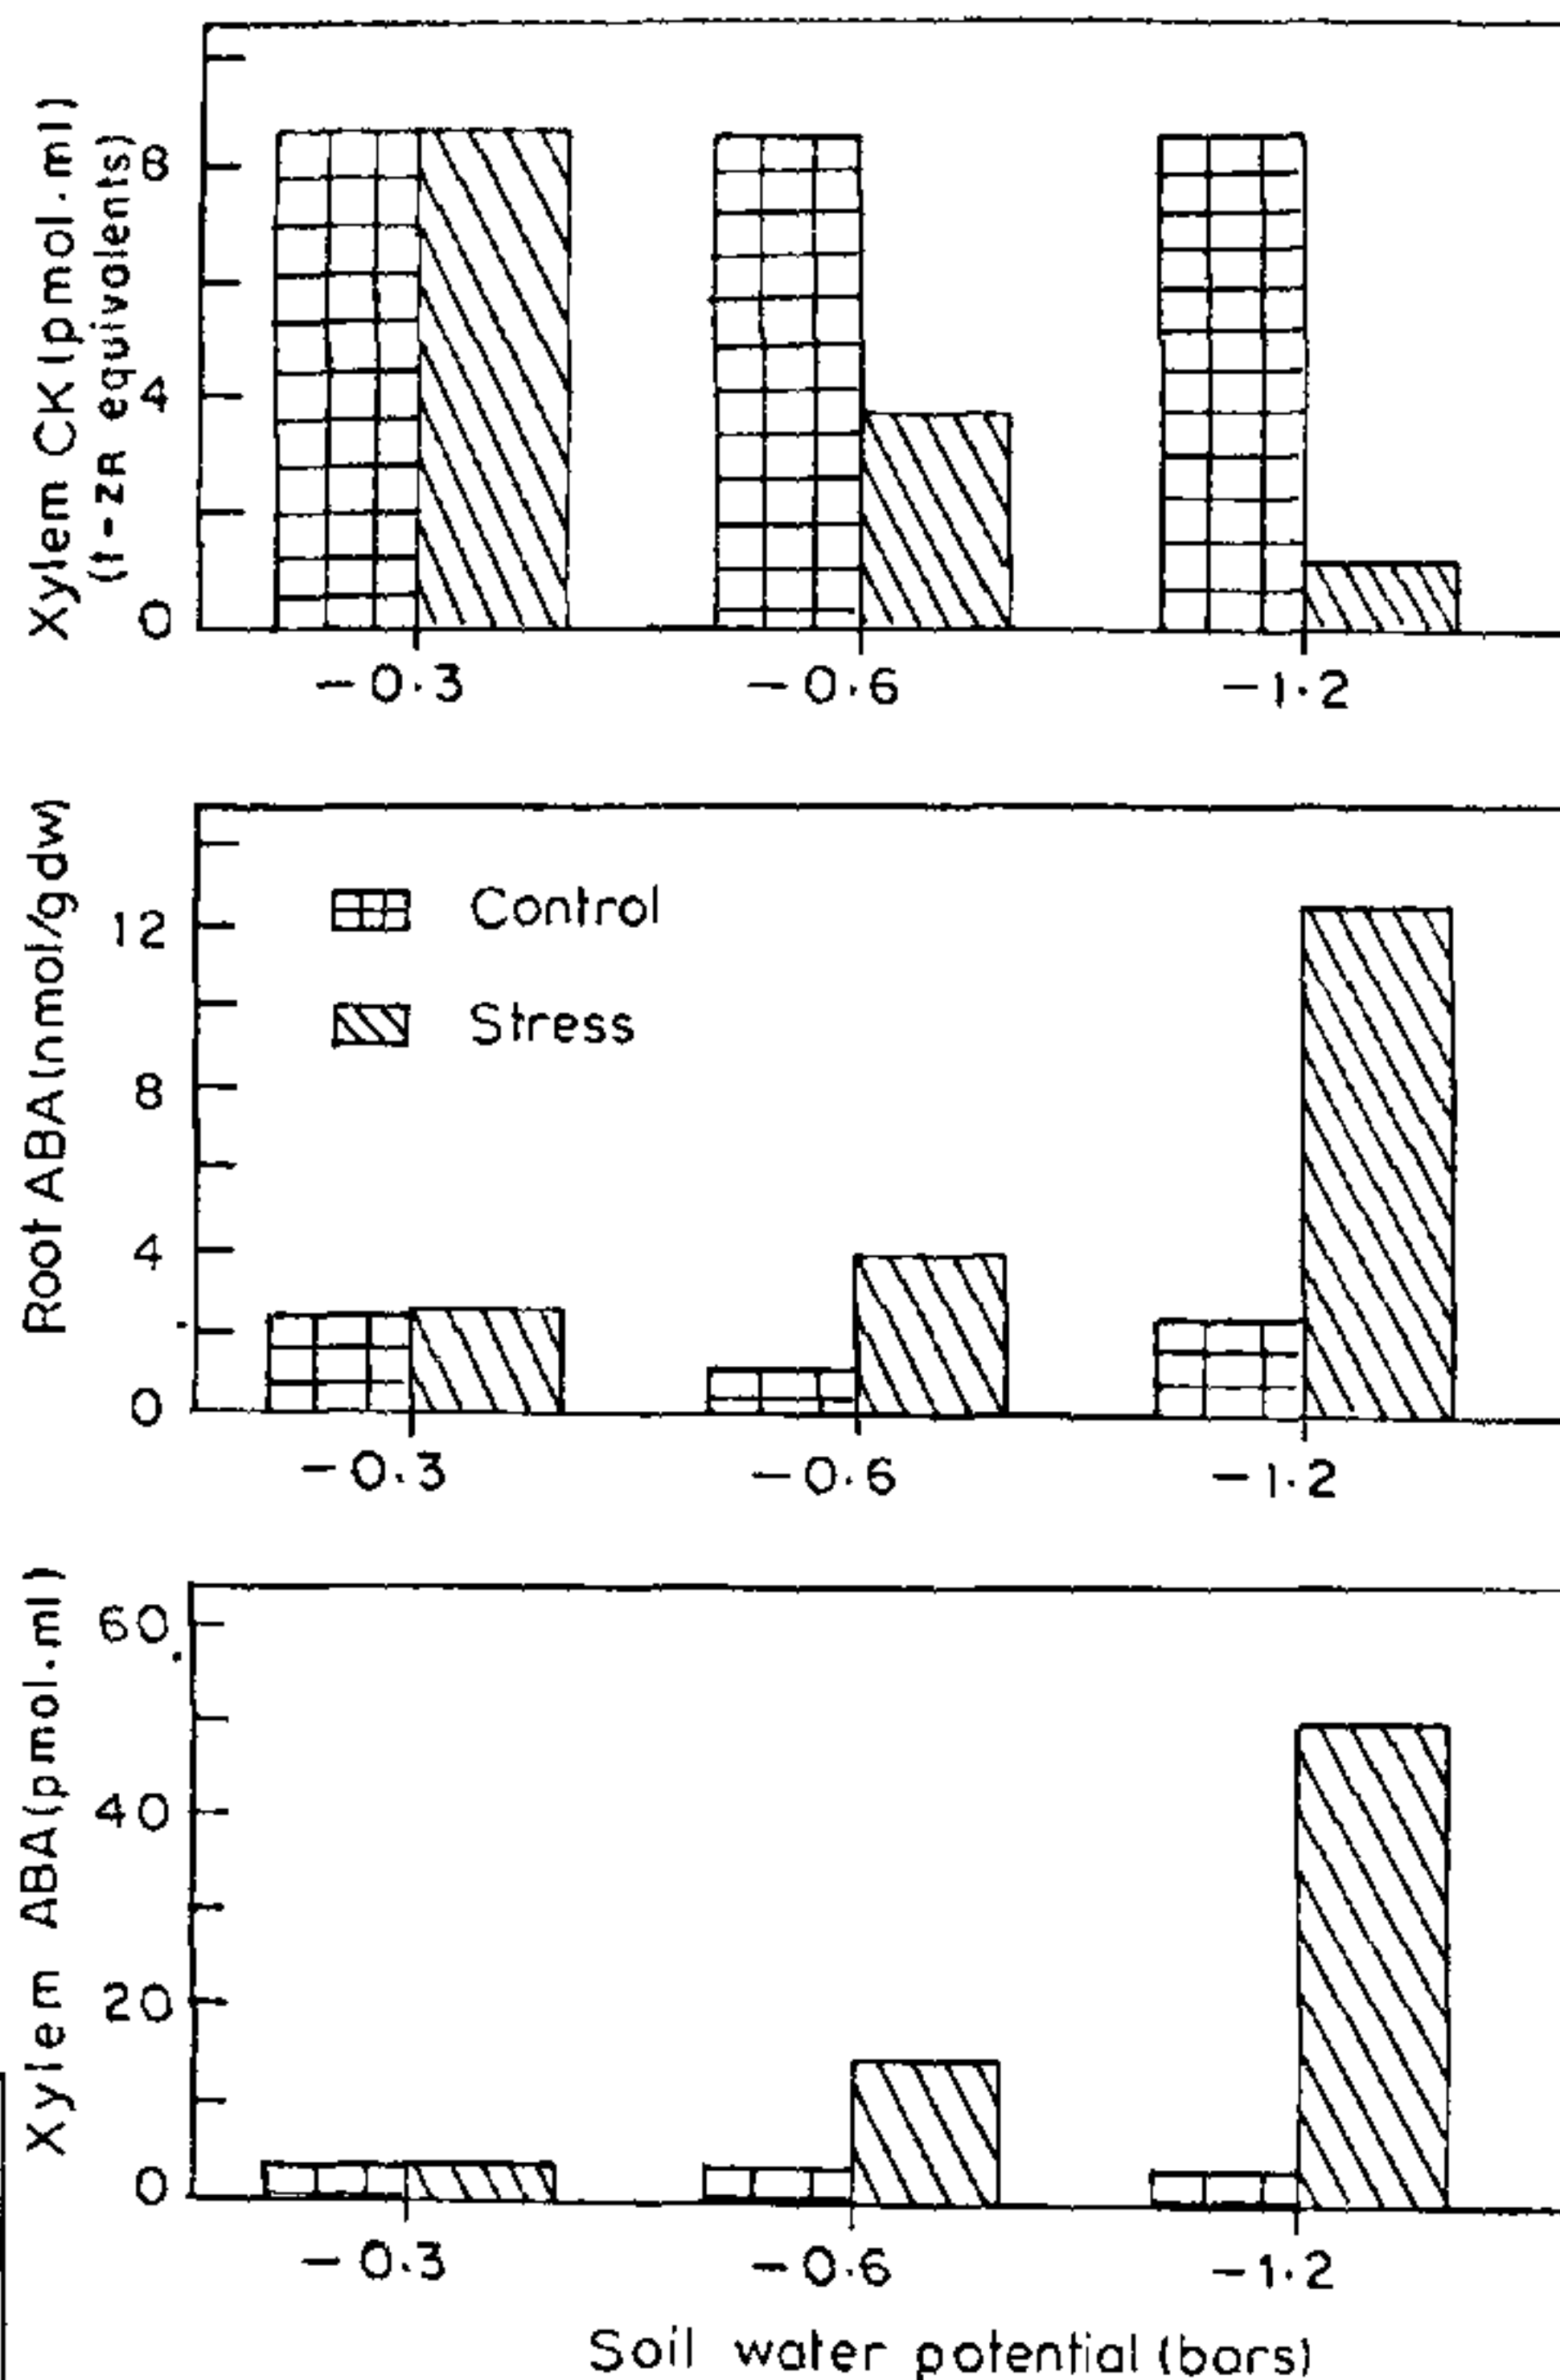 Xylem CK(pmol.ml)
(t-ZR equivalents)
8
4
0
-0.3 -0.6 -1.2
Root ABA(nmol/gdw)
12
8
4
0
Control
Stress
-0.3 -0.6 -1.2
Xylem ABA(pmol.ml)
60
40
20
0
-0.3 -0.6 -1.2
Soil water potential (bars)